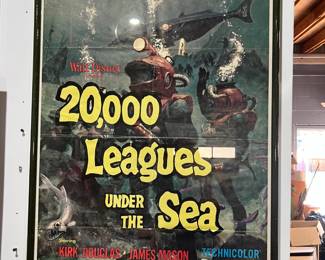 Walt Disney
20,000
Leagues
UNDER
THE Sea
KIRK DOUGLAS · JAMES MASON TECHNICOLOR